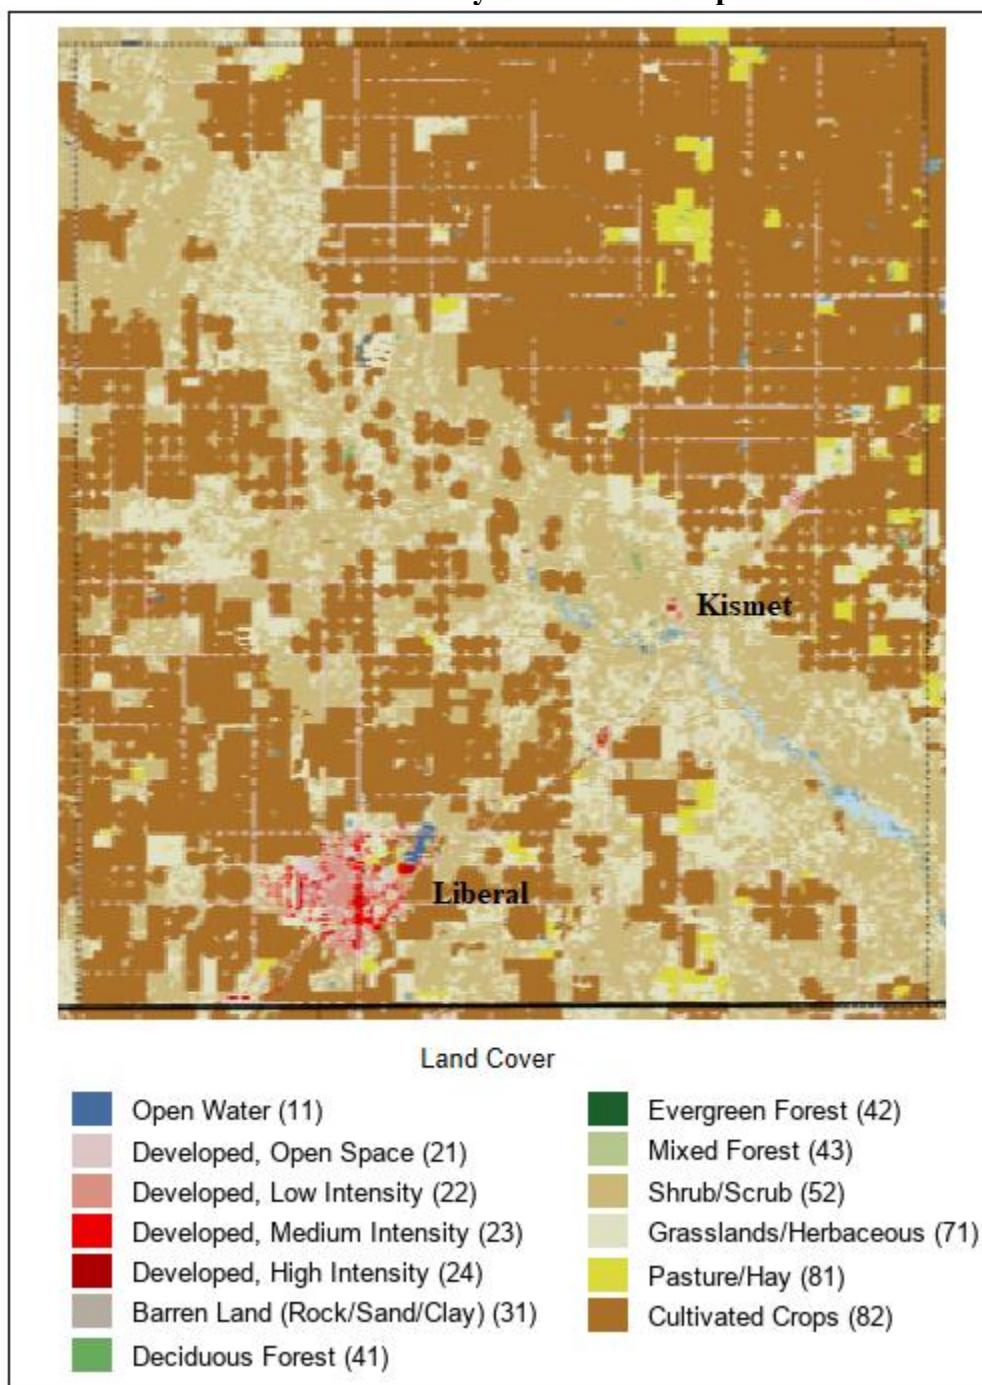 Kismet
Liberal
Land Cover
Open Water (11)
Developed, Open Space (21)
Developed, Low Intensity (22)
Developed, Medium Intensity (23)
Developed, High Intensity (24)
Barren Land (Rock/Sand/Clay) (31)
Deciduous Forest (41)
Evergreen Forest (42)
Mixed Forest (43)
Shrub/Scrub (52)
Grasslands/Herbaceous (71)
Pasture/Hay (81)
Cultivated Crops (82)